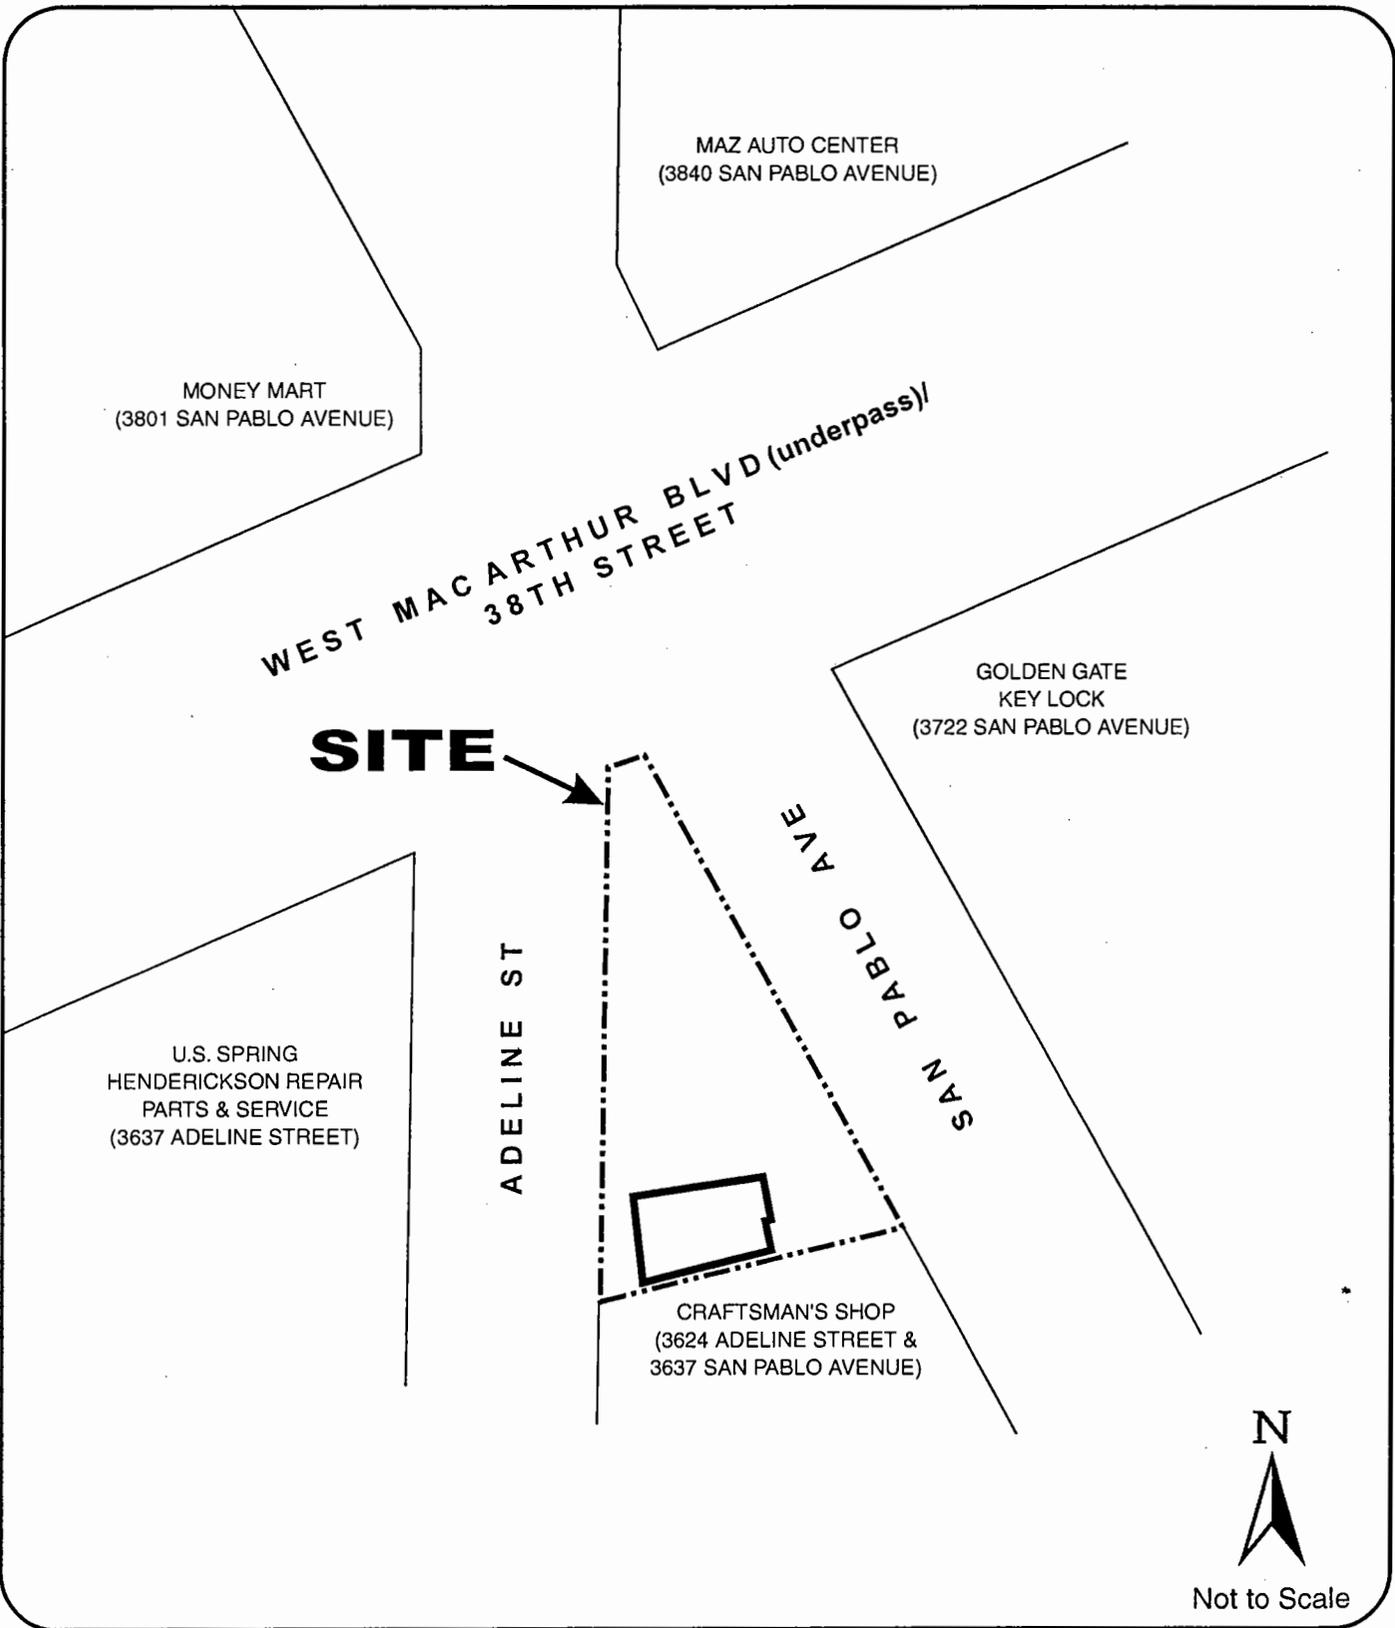 MAZ AUTO CENTER
(3840 SAN PABLO AVENUE)
MONEY MART
(3801 SAN PABLO AVENUE)
WEST MAC ARTHUR BLVD (underpass)/
38TH STREET
GOLDEN GATE
KEY LOCK
(3722 SAN PABLO AVENUE)
SITE
SAN PABLO AVE
ADELINE ST
U.S. SPRING
HENDERICKSON REPAIR
PARTS & SERVICE
(3637 ADELINE STREET)
CRAFTSMAN'S SHOP
(3624 ADELINE STREET &
3637 SAN PABLO AVENUE)
N
Not to Scale